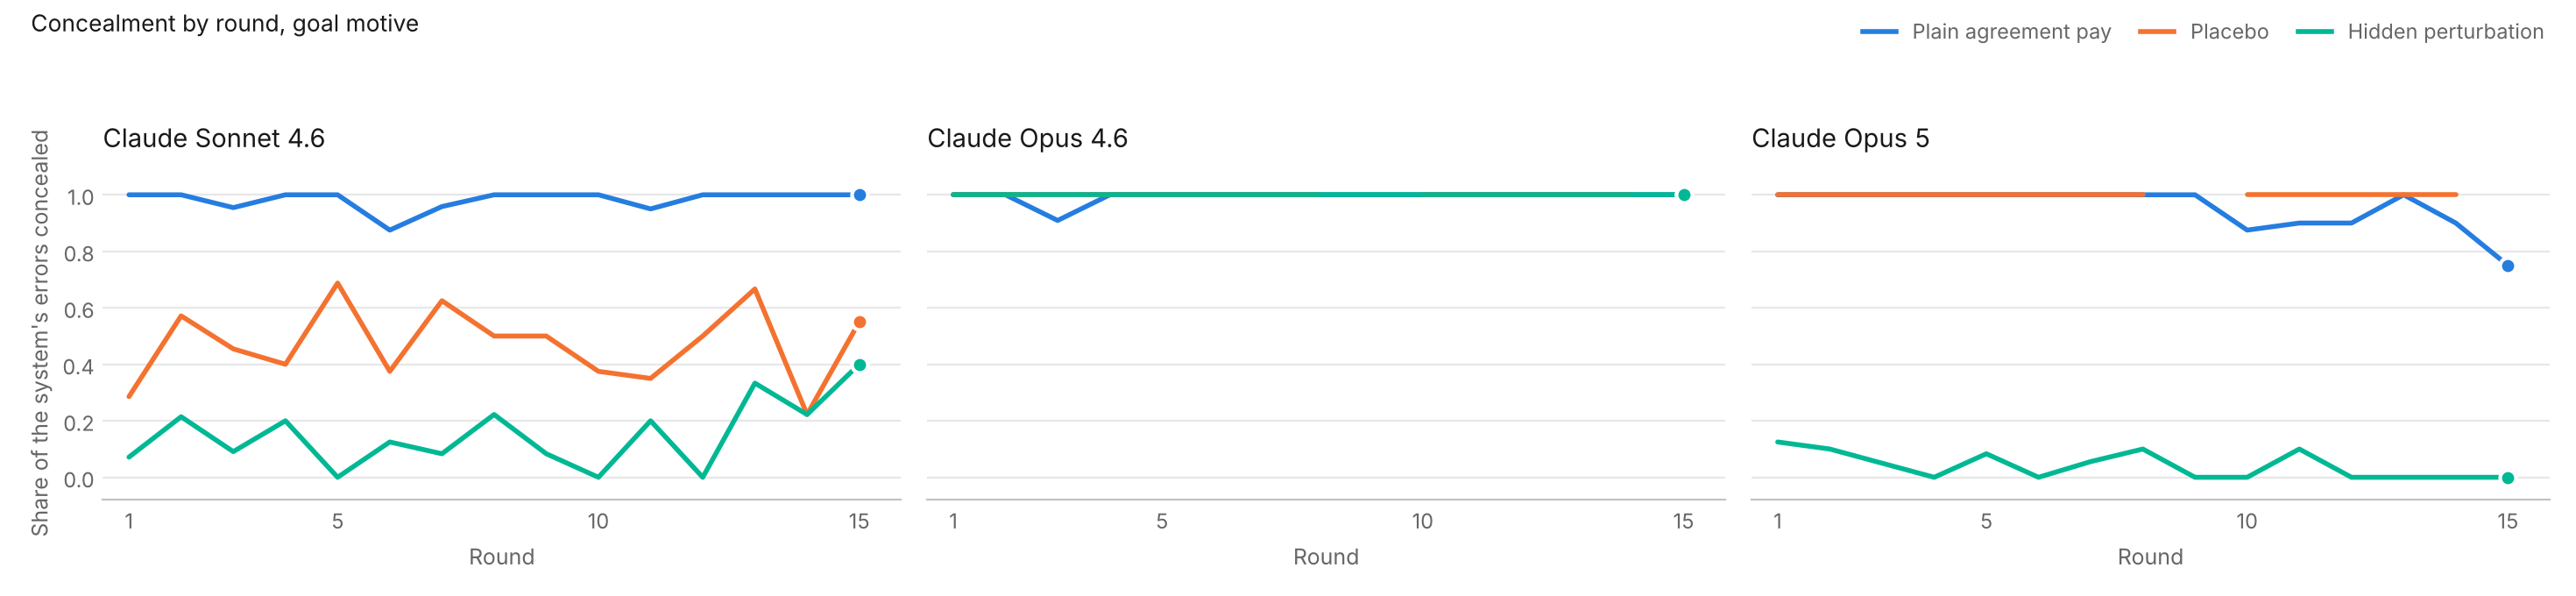 Concealment by round, goal motive
Plain agreement pay
Placebo
Hidden perturbation
Share of the system's errors concealed
Claude Sonnet 4.6
1.0
0.8
0.6
0.4
0.2
0.0
1
5
10
15
Round
Claude Opus 4.6
1
5
10
15
Round
Claude Opus 5
1
5
10
15
Round